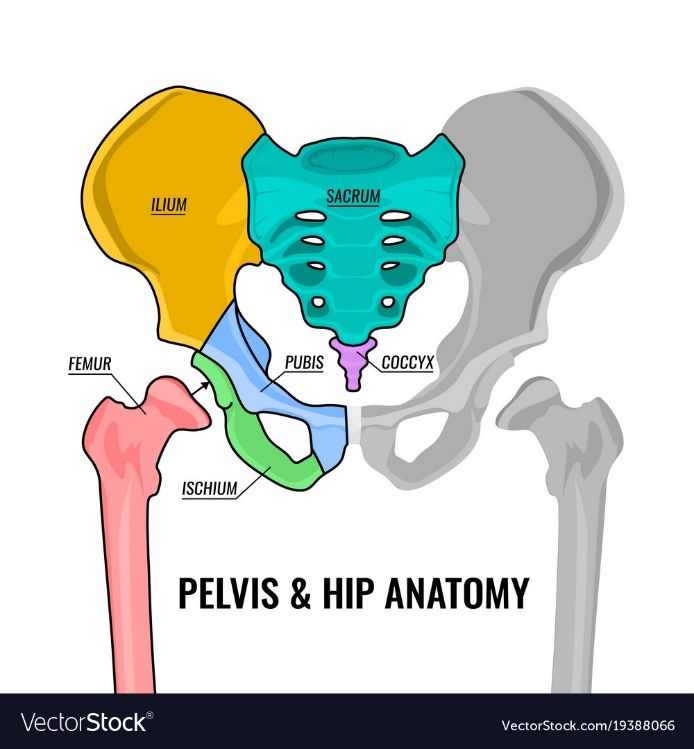 ILIUM
SACRUM
FEMUR
PUBIS
COCCYX
ISCHIUM
PELVIS & HIP ANATOMY
VectorStock®
VectorStock.com/19388066